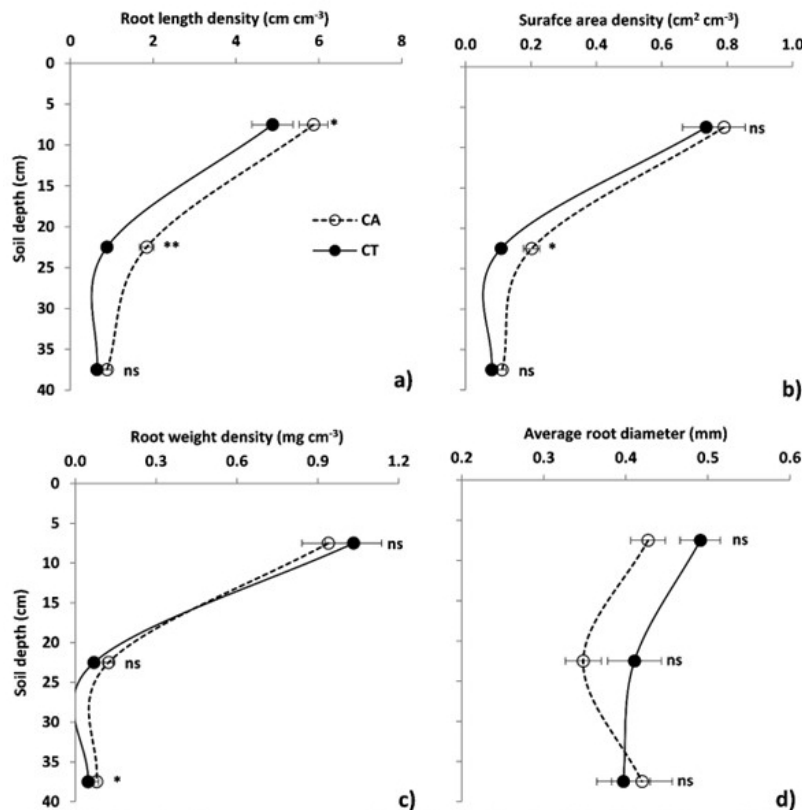 Root length density (cm cm⁻³)
0 2 4 6 8
0
5
10
15
20
25
30
35
40
Soil depth (cm)
*
**
ns
CA
CT
a)
Surafce area density (cm² cm⁻³)
0.0 0.2 0.4 0.6 0.8 1.0
ns
*
ns
b)
Root weight density (mg cm⁻³)
0.0 0.3 0.6 0.9 1.2
0
5
10
15
20
25
30
35
40
Soil depth (cm)
ns
ns
*
c)
Average root diameter (mm)
0.2 0.3 0.4 0.5 0.6
ns
ns
ns
d)